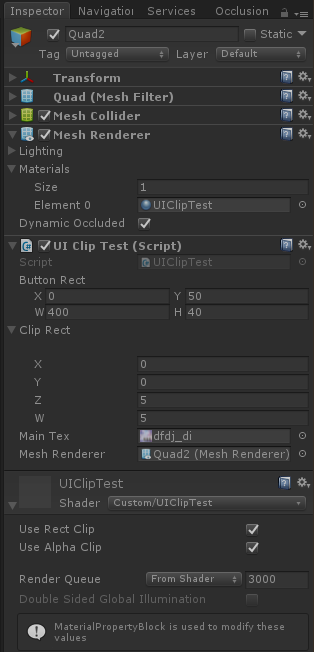 Inspector Navigation Services Occlusion
Quad2 Static
Tag Untagged Layer Default
Transform
Quad (Mesh Filter)
Mesh Collider
Mesh Renderer
Lighting
Materials
Size 1
Element 0 UIClipTest
Dynamic Occluded
UI Clip Test (Script)
Script UIClipTest
Button Rect
X 0 Y 50
W 400 H 40
Clip Rect
X 0
Y 0
Z 5
W 5
Main Tex dfdj_di
Mesh Renderer Quad2 (Mesh Renderer)
UIClipTest
Shader Custom/UIClipTest
Use Rect Clip
Use Alpha Clip
Render Queue From Shader 3000
Double Sided Global Illumination
MaterialPropertyBlock is used to modify these
values